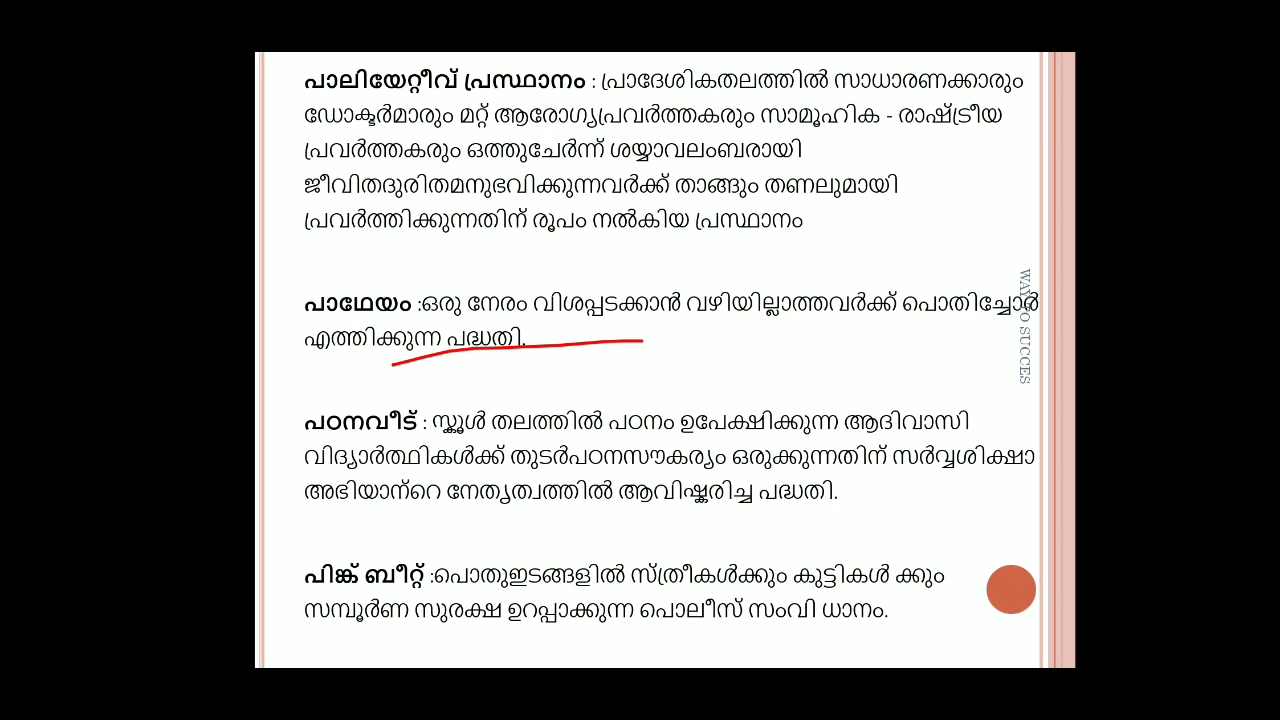 പാലിയേറ്റീവ് പ്രസ്ഥാനം : പ്രാദേശികതലത്തിൽ സാധാരണക്കാരും
ഡോക്ടർമാരും മറ്റ് ആരോഗ്യപ്രവർത്തകരും സാമൂഹിക - രാഷ്ട്രീയ
പ്രവർത്തകരും ഒത്തുചേർന്ന് ശയ്യാവലംബരായി
ജീവിതദുരിതമനുഭവിക്കുന്നവർക്ക് താങ്ങും തണലുമായി
പ്രവർത്തിക്കുന്നതിന് രൂപം നൽകിയ പ്രസ്ഥാനം
പാഥേയം :ഒരു നേരം വിശപ്പടക്കാൻ വഴിയില്ലാത്തവർക്ക് പൊതിച്ചോർ
എത്തിക്കുന്ന പദ്ധതി.
പഠനവീട് : സ്കൂൾ തലത്തിൽ പഠനം ഉപേക്ഷിക്കുന്ന ആദിവാസി
വിദ്യാർത്ഥികൾക്ക് തുടർപഠനസൗകര്യം ഒരുക്കുന്നതിന് സർവ്വശിക്ഷാ
അഭിയാന്റെ നേതൃത്വത്തിൽ ആവിഷ്കരിച്ച പദ്ധതി.
പിങ്ക് ബീറ്റ് :പൊതുഇടങ്ങളിൽ സ്ത്രീകൾക്കും കുട്ടികൾ ക്കും
സമ്പൂർണ സുരക്ഷ ഉറപ്പാക്കുന്ന പൊലീസ് സംവി ധാനം.
WAY TO SUCCES